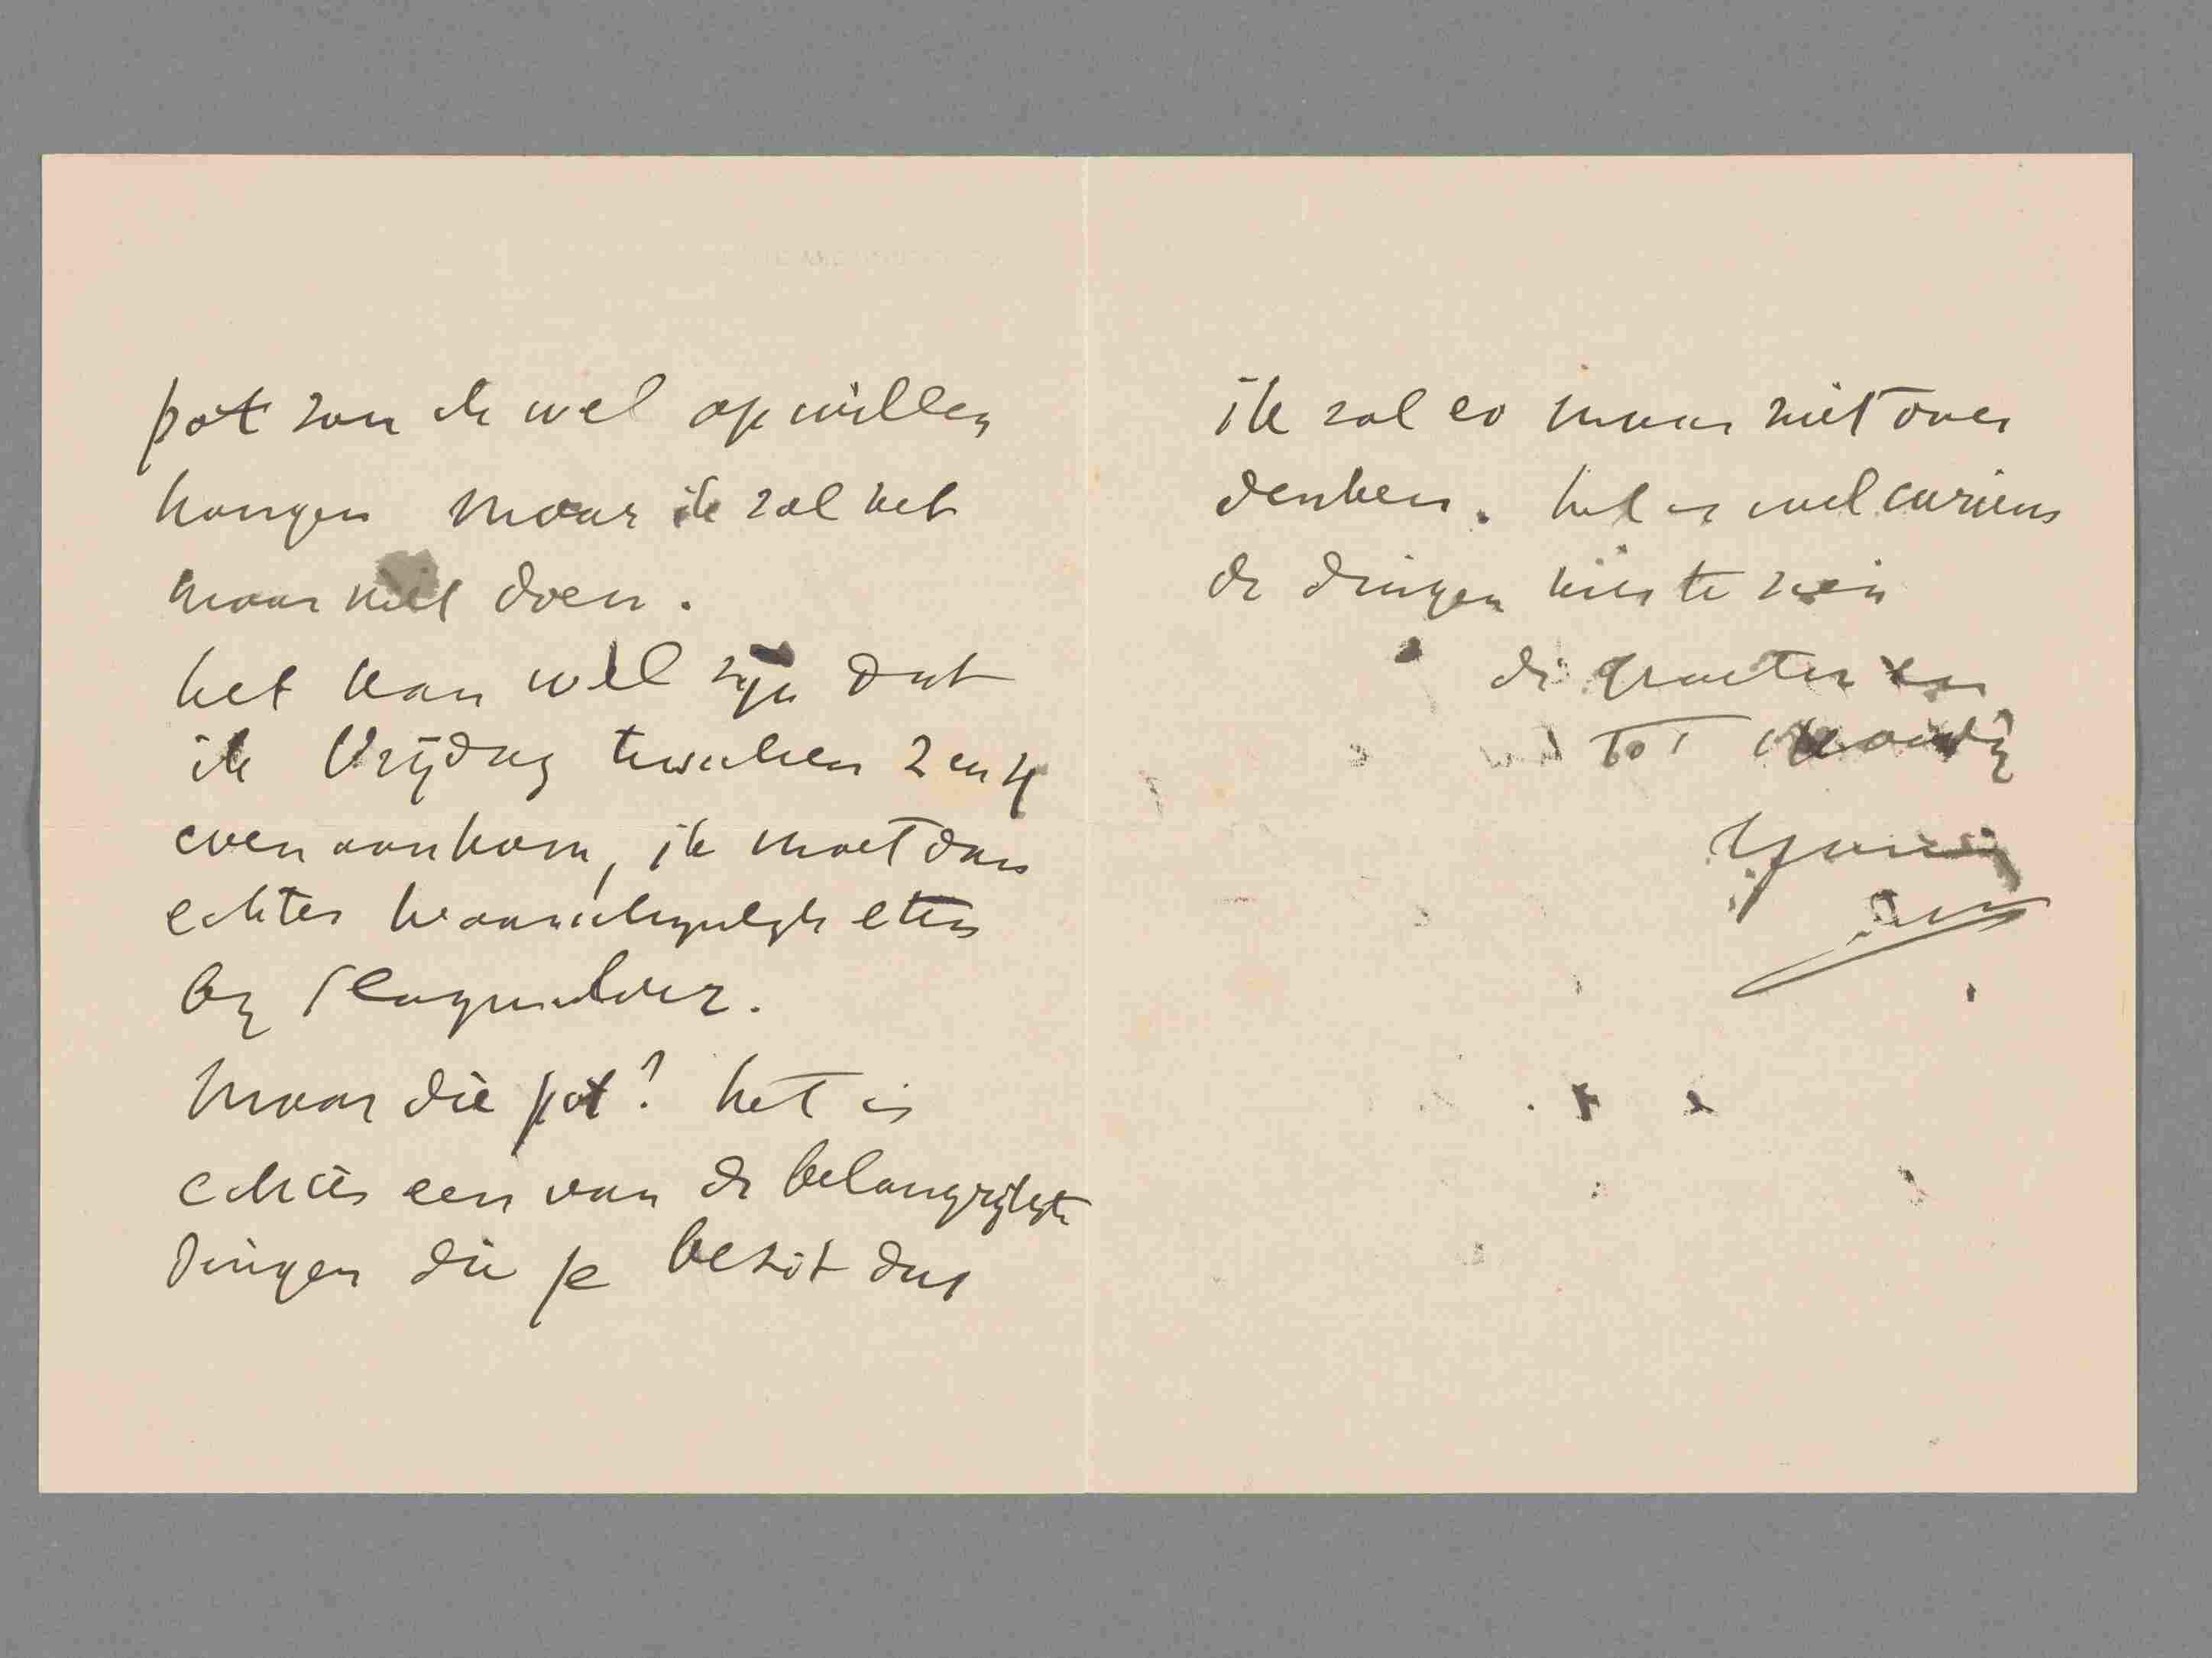 pot zou ik wel op willen
hangen maar ik zal het
maar niet doen.
het kan wel zijn dat
ik Vrijdag tusschen 2 en 4
even aankom, ik moet dan
echter waarschijnlijk eten
bij
maar die pot? het is
echter een van de belangrijkste
dingen die je bezit dus
ik zal er maar niet over
denken. het is wel curieus
de dingen hier te zien
de groeten en
tot